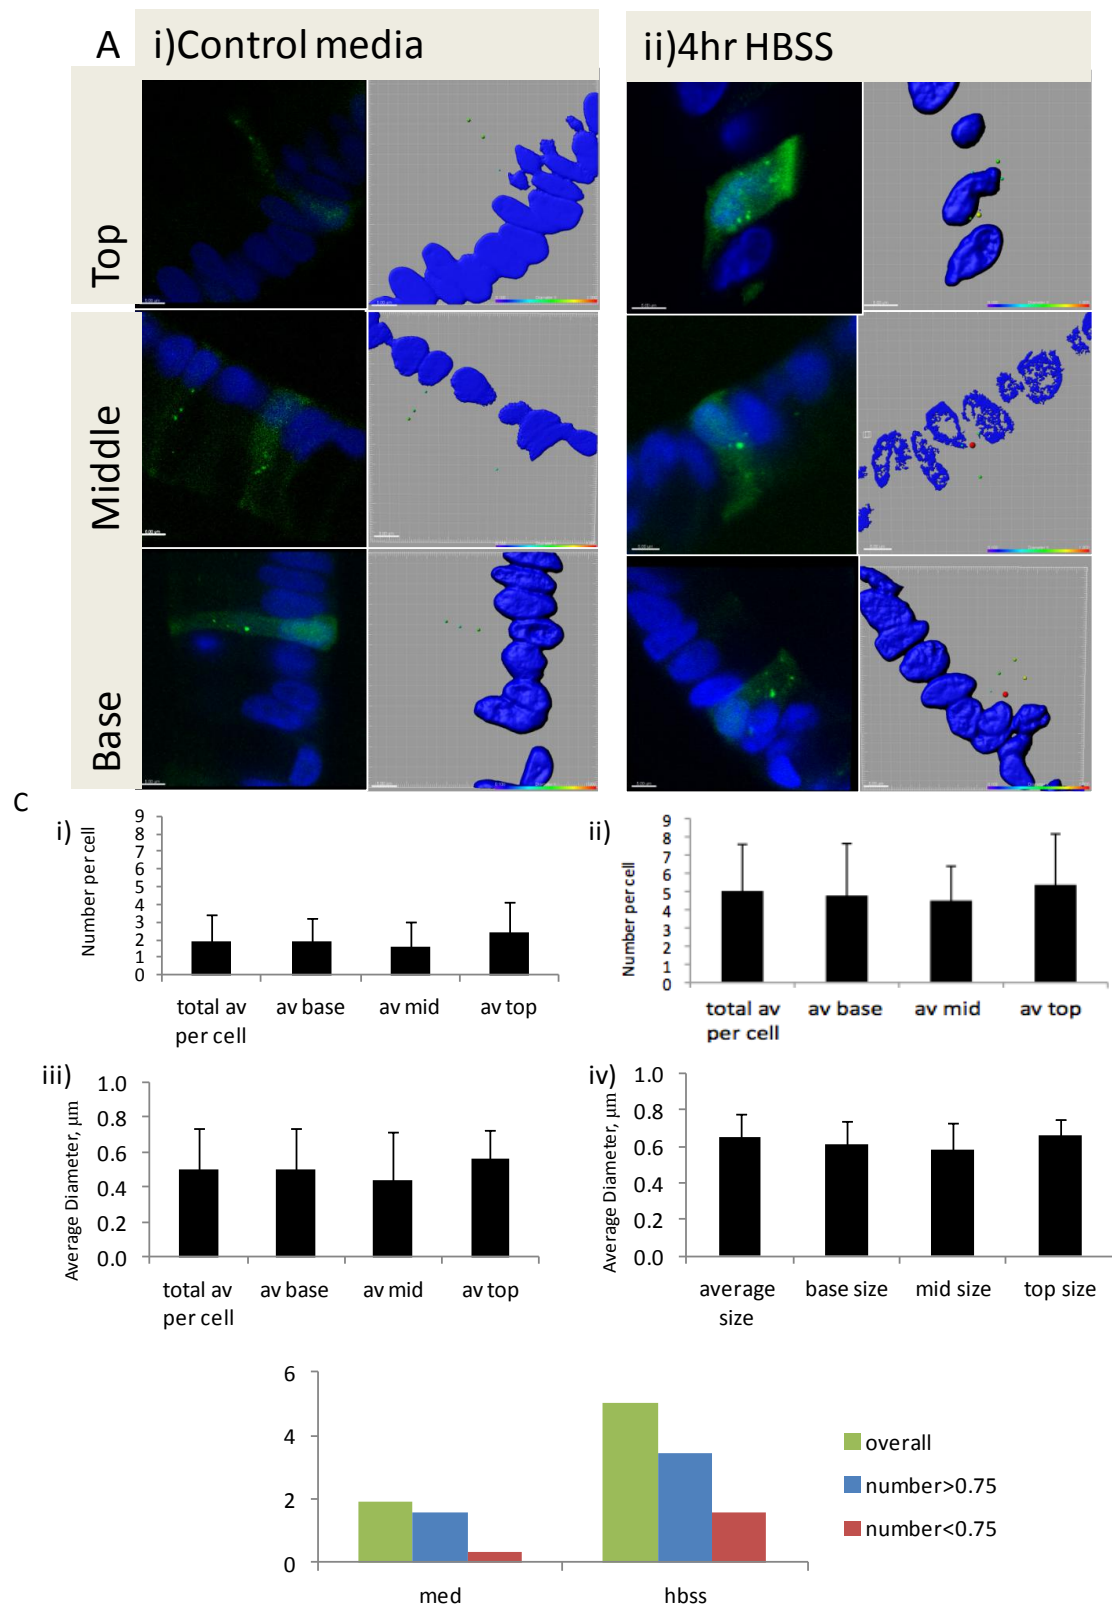 A
i)Control media
ii)4hr HBSS
Top
Middle
Base
C
i)
Number per cell
9
8
7
6
5
4
3
2
1
0
total av per cell
av base
av mid
av top
ii)
Number per cell
9
8
7
6
5
4
3
2
1
0
total av per cell
av base
av mid
av top
iii)
Average Diameter, µm
1.0
0.8
0.6
0.4
0.2
0.0
total av per cell
av base
av mid
av top
iv)
Average Diameter, µm
1.0
0.8
0.6
0.4
0.2
0.0
average size
base size
mid size
top size
6
4
2
0
med
hbss
overall
number>0.75
number<0.75